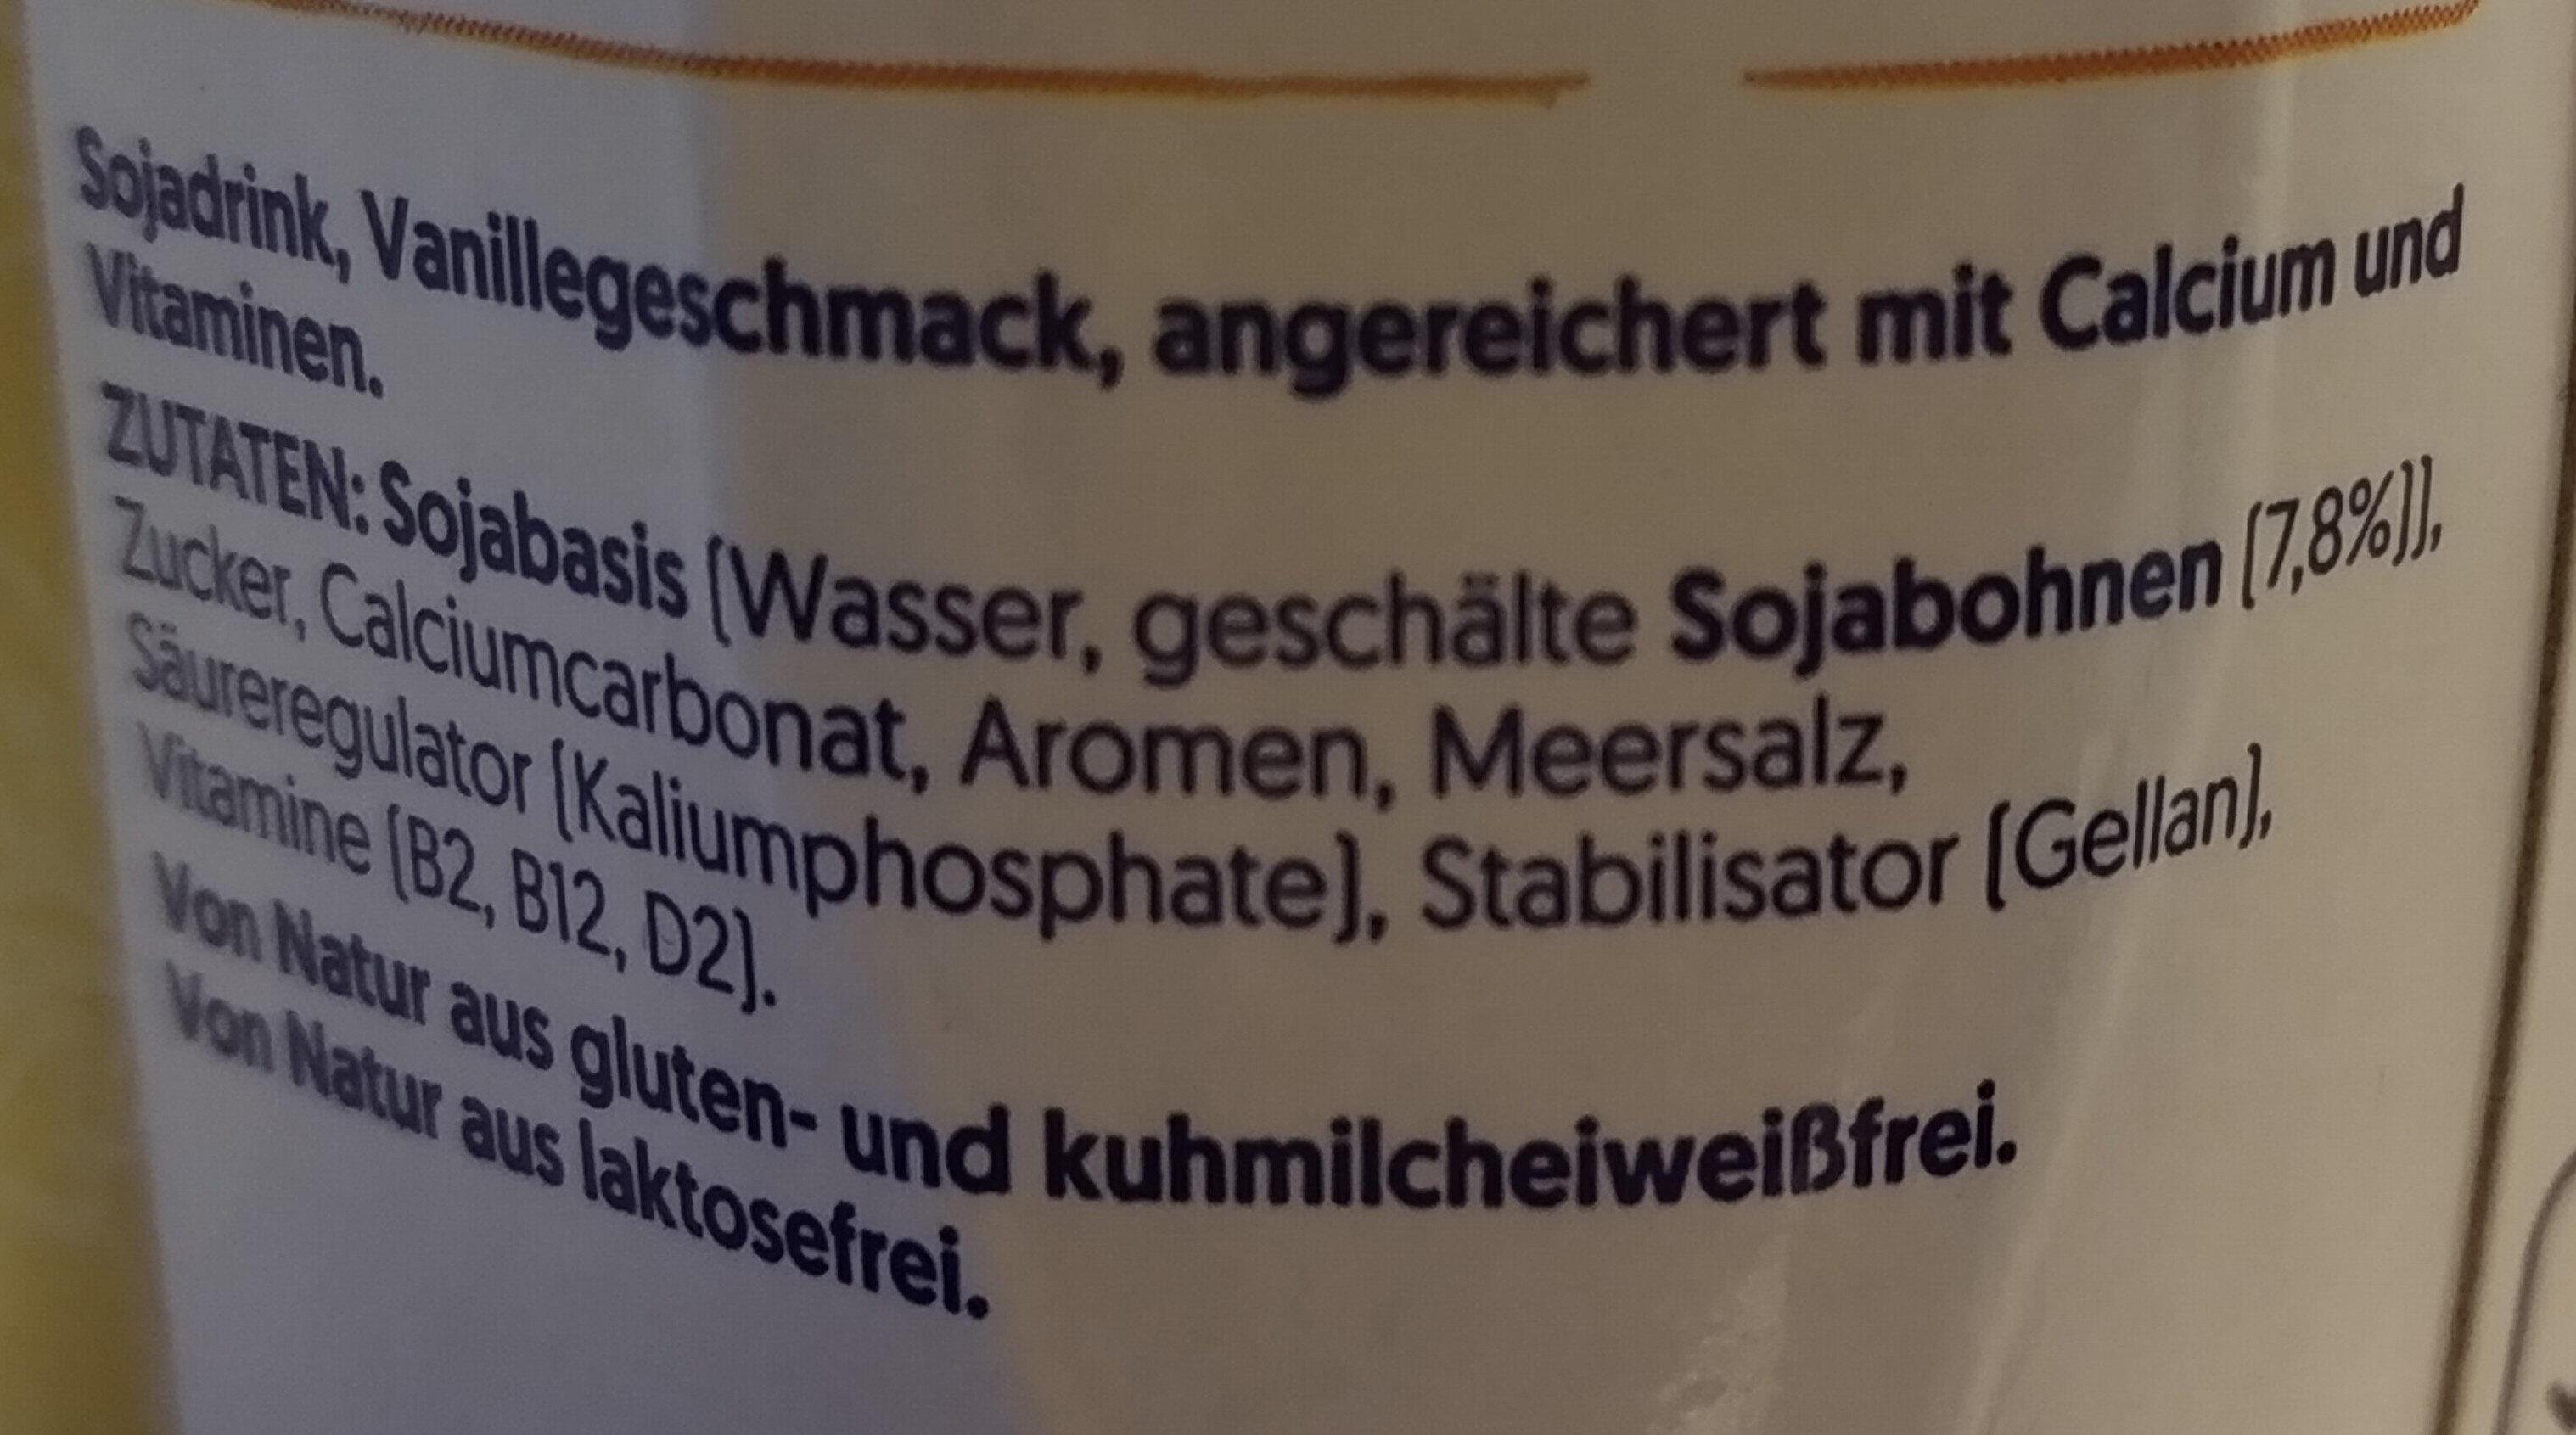 Sojadrink, Vanillegeschmack, angereichert mit Calcium und
Vitaminen.
ZUTATEN: Sojabasis (Wasser, geschälte Sojabohnen (7,8%)),
Zucker, Calciumcarbonat, Aromen, Meersalz,
Säureregulator (Kaliumphosphate), Stabilisator (Gellan),
Vitamine (B2, B12, D2).
Von Natur aus gluten- und kuhmilcheiweißfrei.
Von Natur aus laktosefrei.